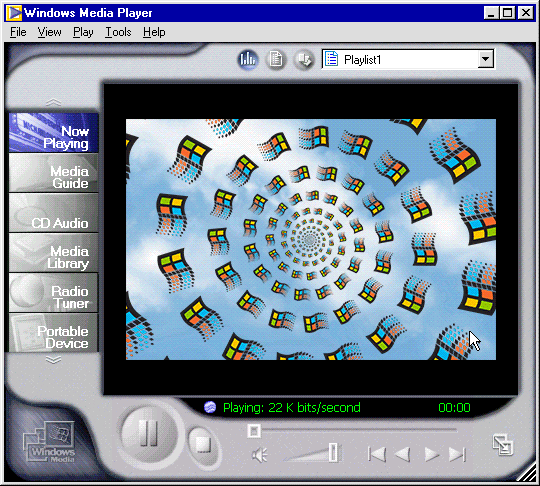 Windows Media Player
File View Play Tools Help
Playlist1
Now
Playing
Media
Guide
CD Audio
Media
Library
Radio
Tuner
Portable
Device
Playing: 22 K bits/second 00:00
Windows
Media